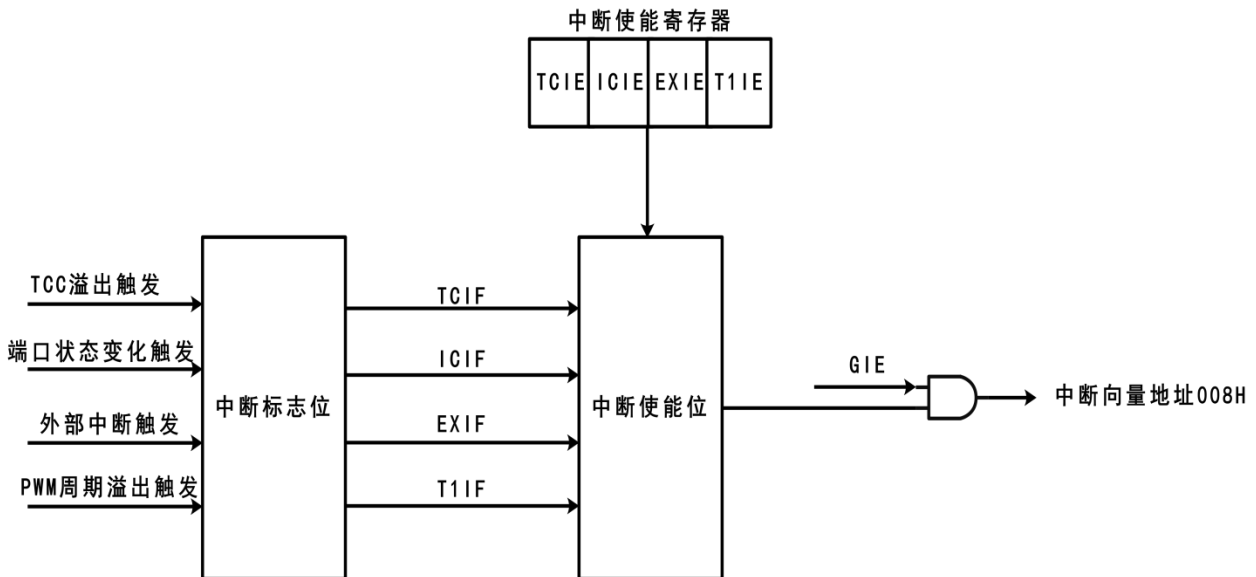 中断使能寄存器
TCIE ICIE EXIE T1IE
TCC溢出触发
端口状态变化触发
外部中断触发
PWM周期溢出触发
中断标志位
TCIF
ICIF
EXIF
T1IF
中断使能位
GIE
中断向量地址008H